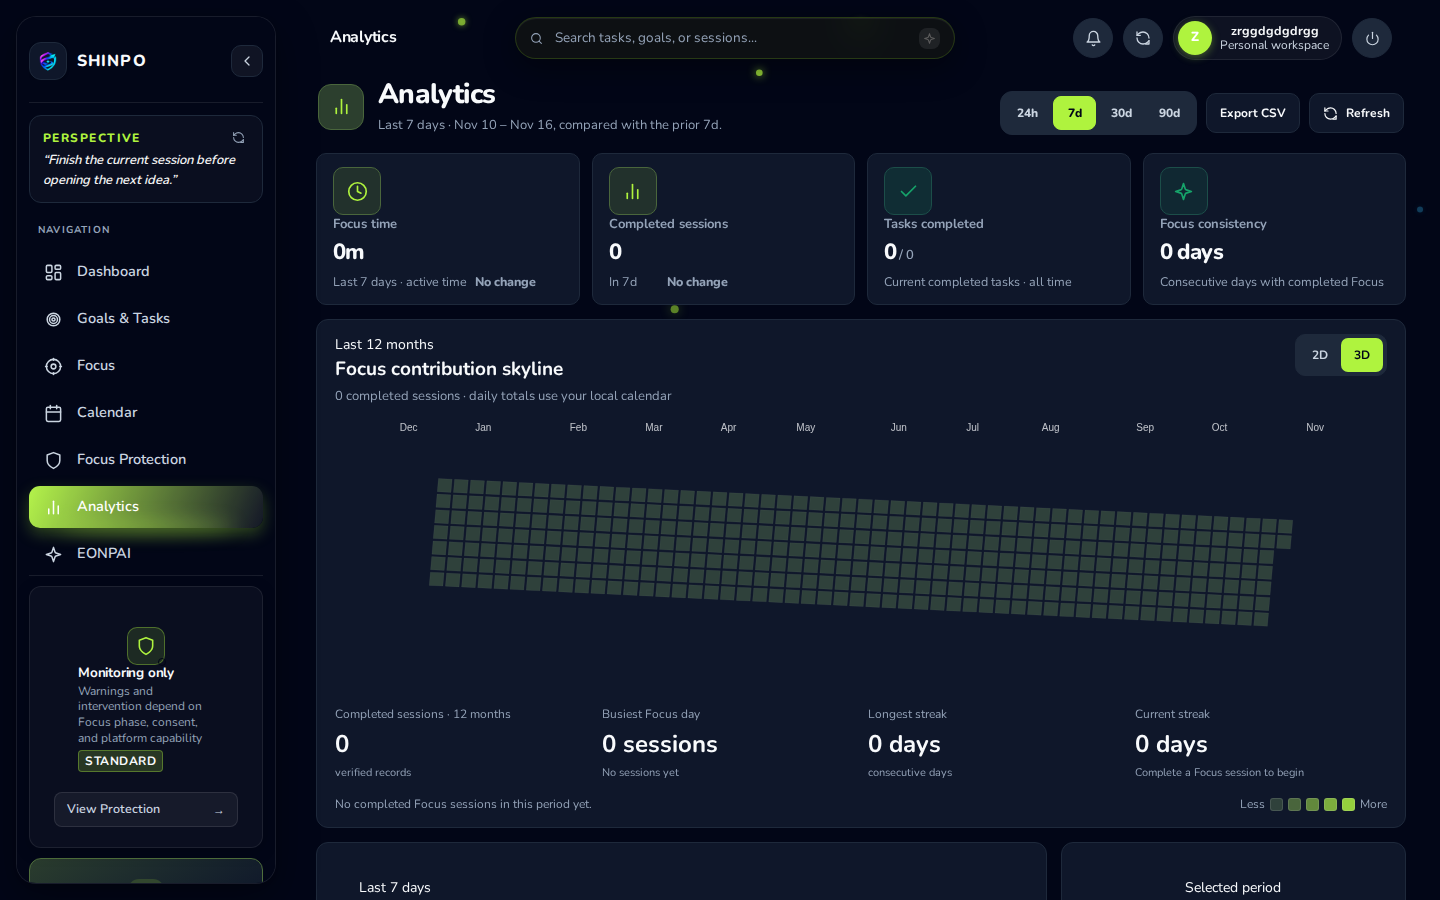 SHINPO
PERSPECTIVE
“Finish the current session before
opening the next idea.”
NAVIGATION
Dashboard
Goals & Tasks
Focus
Calendar
Focus Protection
Analytics
EONPAI
Monitoring only
Warnings and
intervention depend on
Focus phase, consent,
and platform capability
STANDARD
View Protection →
Analytics
Search tasks, goals, or sessions...
Z
zrggdgdgdrgg
Personal workspace
Analytics
Last 7 days · Nov 10 – Nov 16, compared with the prior 7d.
24h 7d 30d 90d
Export CSV
Refresh
Focus time
0m
Last 7 days · active time No change
Completed sessions
0
In 7d No change
Tasks completed
0 / 0
Current completed tasks · all time
Focus consistency
0 days
Consecutive days with completed Focus
Last 12 months
Focus contribution skyline
0 completed sessions · daily totals use your local calendar
2D 3D
Dec Jan Feb Mar Apr May Jun Jul Aug Sep Oct Nov
Completed sessions · 12 months
0
verified records
Busiest Focus day
0 sessions
No sessions yet
Longest streak
0 days
consecutive days
Current streak
0 days
Complete a Focus session to begin
No completed Focus sessions in this period yet.
Less More
Last 7 days
Selected period